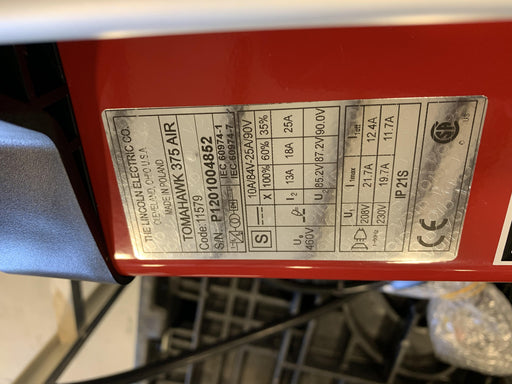 THE LINCOLN ELECTRIC CO.
CLEVELAND, OHIO U.S.A.
MADE IN POLAND
TOMAHAWK 375 AIR
Code: 11579
S/N. P1201004852
IEC 60974-1
IEC 60974-7
10A/84V-25A/90V
X 100% 60% 35%
S
I2 13A 18A 25A
U2 85.2V/87.2V/90.0V
U0
460V
U1 I1max I1eff
208V 21.7A 12.4A
230V 19.7A 11.7A
IP21S
CE